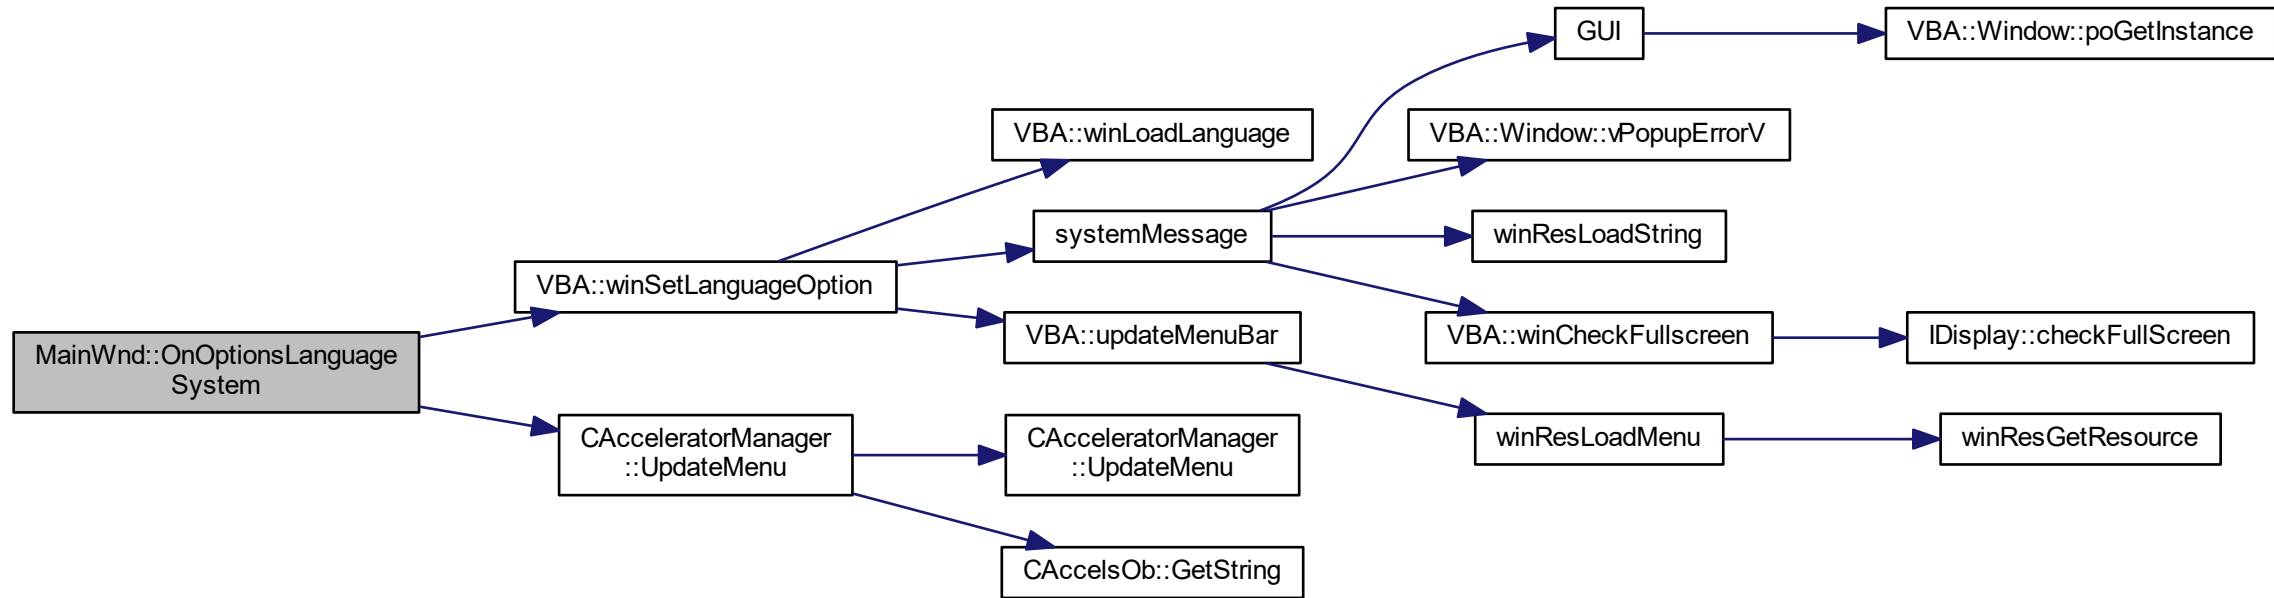 MainWnd::OnOptionsLanguage
System
VBA::winSetLanguageOption
VBA::winLoadLanguage
systemMessage
GUI
VBA::Window::poGetInstance
VBA::Window::vPopupErrorV
winResLoadString
VBA::winCheckFullscreen
IDisplay::checkFullScreen
VBA::updateMenuBar
winResLoadMenu
winResGetResource
CAcceleratorManager
::UpdateMenu
CAcceleratorManager
::UpdateMenu
CAccelsOb::GetString